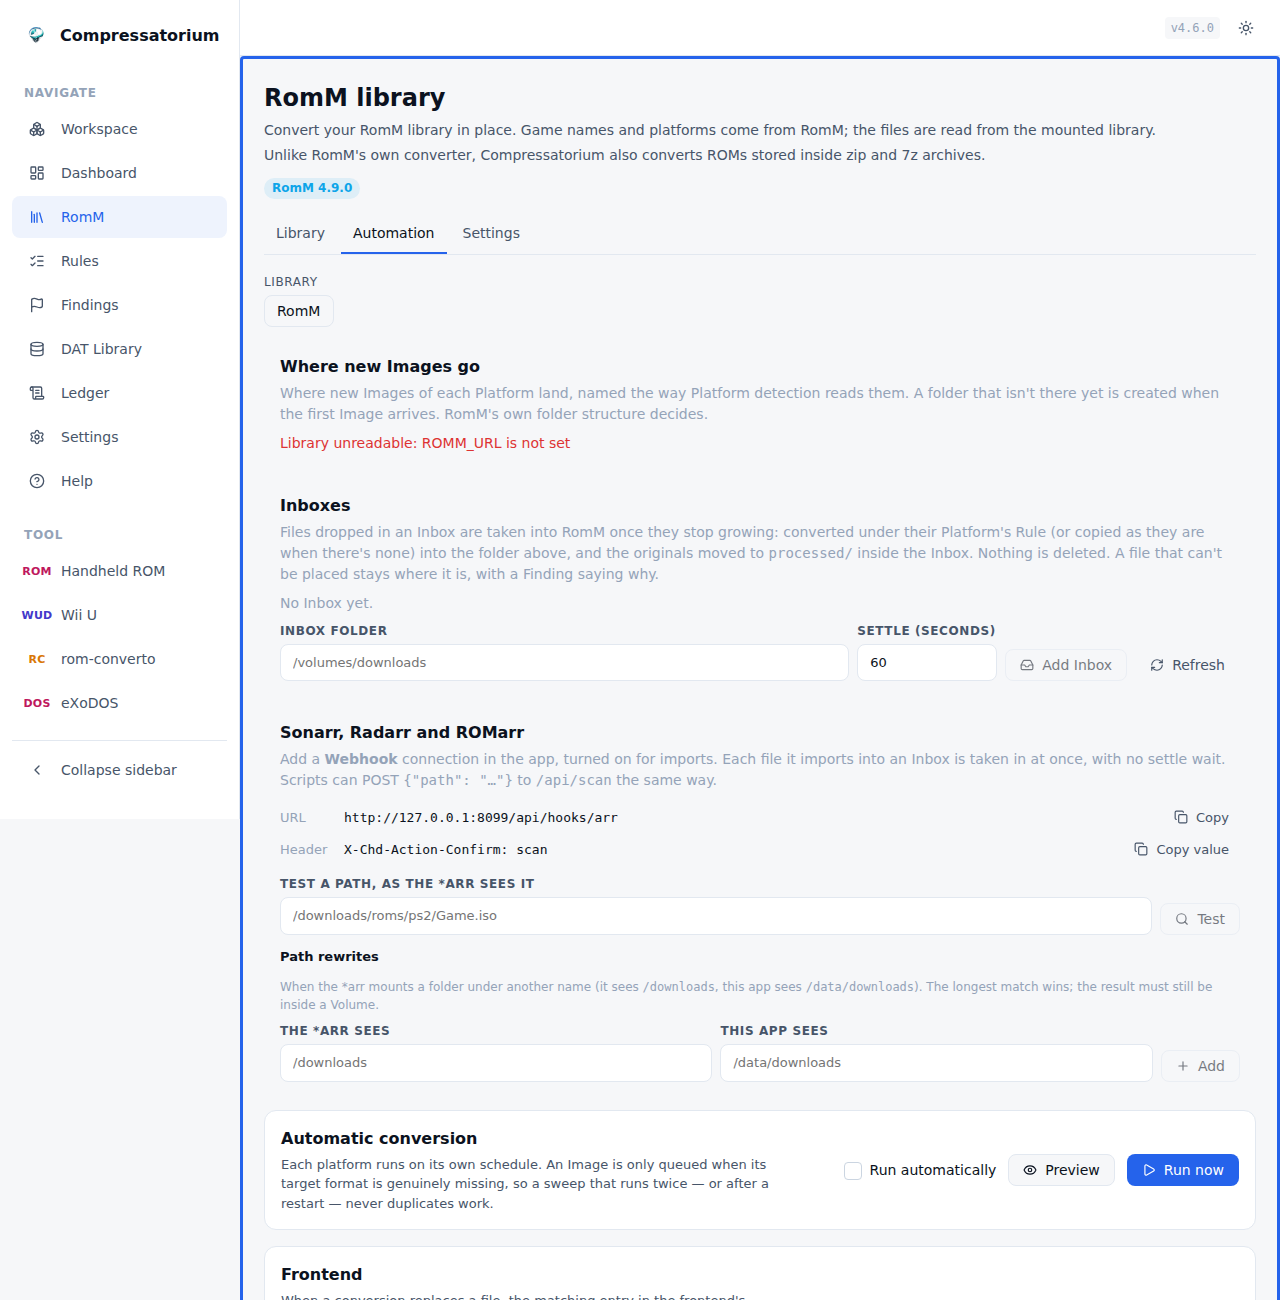 Compressatorium
v4.6.0
NAVIGATE
Workspace
Dashboard
RomM
Rules
Findings
DAT Library
Ledger
Settings
Help
TOOL
ROM Handheld ROM
WUD Wii U
RC rom-converto
DOS eXoDOS
Collapse sidebar
RomM library
Convert your RomM library in place. Game names and platforms come from RomM; the files are read from the mounted library.
Unlike RomM's own converter, Compressatorium also converts ROMs stored inside zip and 7z archives.
RomM 4.9.0
Library Automation Settings
LIBRARY
RomM
Where new Images go
Where new Images of each Platform land, named the way Platform detection reads them. A folder that isn't there yet is created when
the first Image arrives. RomM's own folder structure decides.
Library unreadable: ROMM_URL is not set
Inboxes
Files dropped in an Inbox are taken into RomM once they stop growing: converted under their Platform's Rule (or copied as they are
when there's none) into the folder above, and the originals moved to processed/ inside the Inbox. Nothing is deleted. A file that can't
be placed stays where it is, with a Finding saying why.
No Inbox yet.
INBOX FOLDER SETTLE (SECONDS)
/volumes/downloads 60 Add Inbox Refresh
Sonarr, Radarr and ROMarr
Add a Webhook connection in the app, turned on for imports. Each file it imports into an Inbox is taken in at once, with no settle wait.
Scripts can POST {"path": "…"} to /api/scan the same way.
URL http://127.0.0.1:8099/api/hooks/arr Copy
Header X-Chd-Action-Confirm: scan Copy value
TEST A PATH, AS THE *ARR SEES IT
/downloads/roms/ps2/Game.iso Test
Path rewrites
When the *arr mounts a folder under another name (it sees /downloads, this app sees /data/downloads). The longest match wins; the result must still be
inside a Volume.
THE *ARR SEES THIS APP SEES
/downloads /data/downloads Add
Automatic conversion
Each platform runs on its own schedule. An Image is only queued when its
target format is genuinely missing, so a sweep that runs twice — or after a
restart — never duplicates work.
Run automatically Preview Run now
Frontend
When a conversion replaces a file, the matching entry in the frontend's